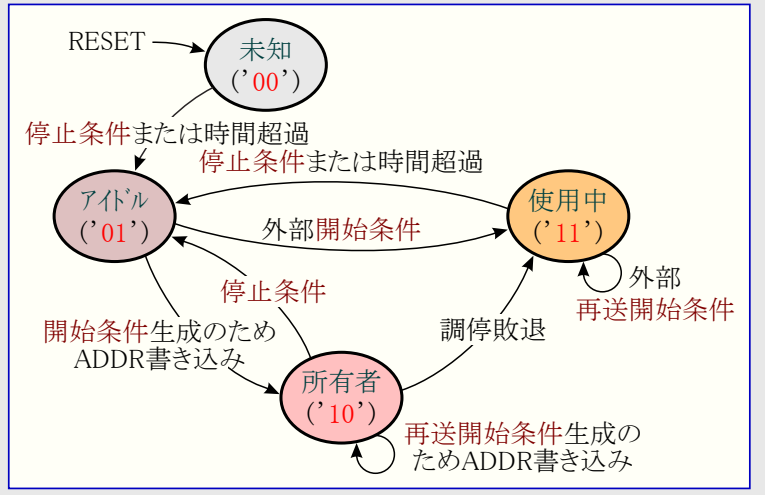 RESET
未知
('00')
停止条件または時間超過
停止条件または時間超過
アイドル
('01')
使用中
('11')
外部開始条件
外部
再送開始条件
停止条件
開始条件生成のため
ADDR書き込み
調停敗退
所有者
('10')
再送開始条件生成の
ためADDR書き込み